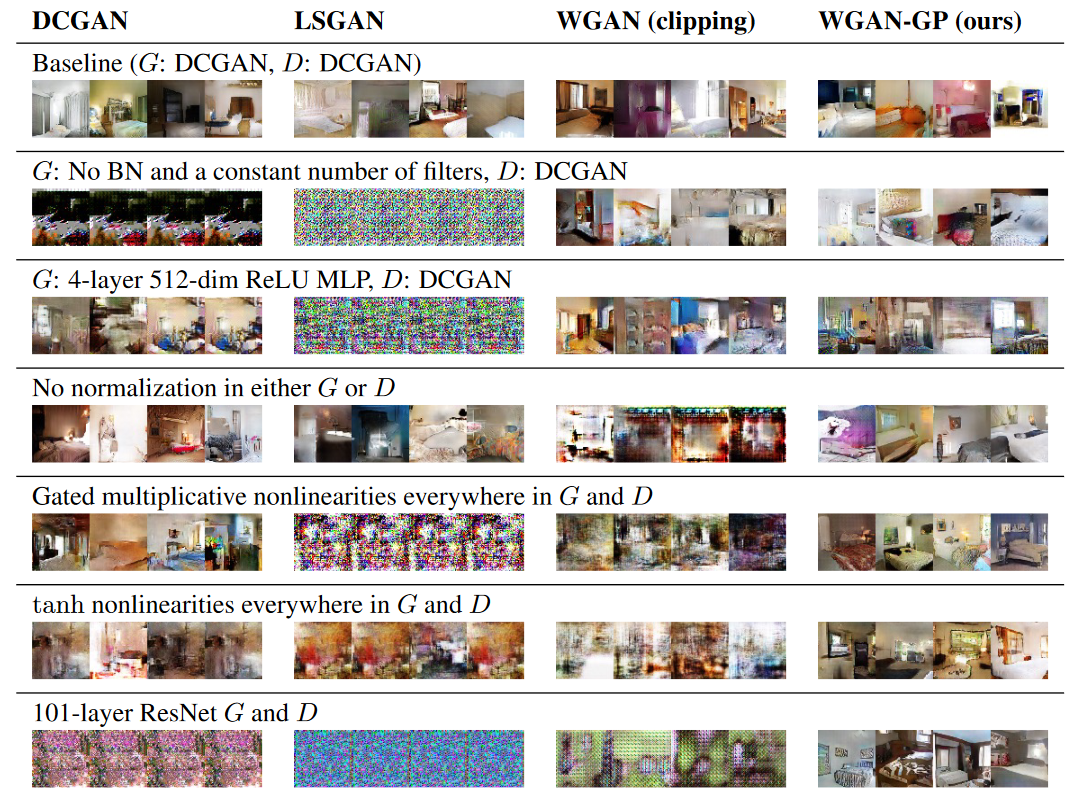 DCGAN LSGAN WGAN (clipping) WGAN-GP (ours)
Baseline (G: DCGAN, D: DCGAN)
G: No BN and a constant number of filters, D: DCGAN
G: 4-layer 512-dim ReLU MLP, D: DCGAN
No normalization in either G or D
Gated multiplicative nonlinearities everywhere in G and D
tanh nonlinearities everywhere in G and D
101-layer ResNet G and D